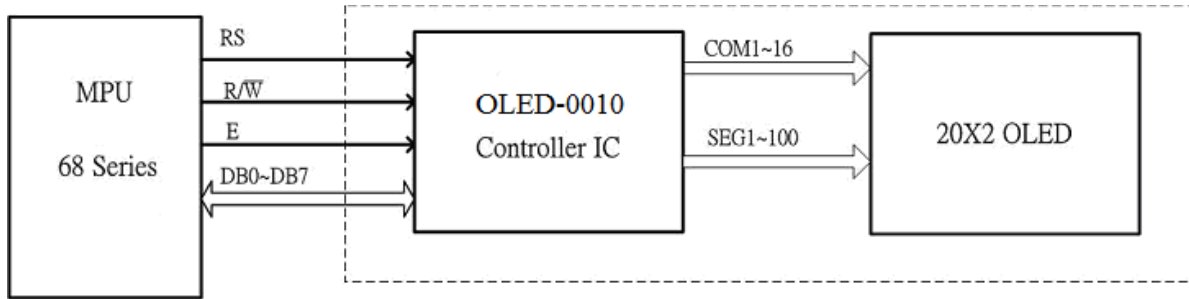 MPU
68 Series
RS
R/W̅
E
DB0~DB7
OLED-0010
Controller IC
COM1~16
SEG1~100
20X2 OLED